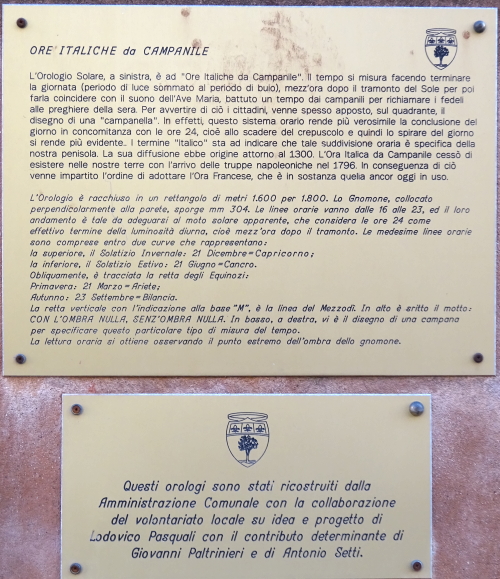 ORE ITALICHE da CAMPANILE
L'Orologio Solare, a sinistra, è ad "Ore Italiche da Campanile". Il tempo si misura facendo terminare
la giornata (periodo di luce sommato al periodo di buio), mezz'ora dopo il tramonto del Sole per poi
farla coincidere con il suono dell'Ave Maria, battuto un tempo dai campanili per richiamare i fedeli
alle preghiere della sera. Per avvertire di ciò i cittadini, venne spesso apposto, sul quadrante, il
disegno di una "campanella". In effetti, questo sistema orario rende più verosimile la conclusione del
giorno in concomitanza con le ore 24, cioè allo scadere del crepuscolo e quindi lo spirare del giorno
si rende più evidente. I termine "Italico" sta ad indicare che tale suddivisione oraria è specifica della
nostra penisola. La sua diffusione ebbe origine attorno al 1300. L'Ora Italica da Campanile cessò di
esistere nelle nostre terre con l'arrivo delle truppe napoleoniche nel 1796. In conseguenza di ciò
venne impartito l'ordine di adottare l'Ora Francese, che è in sostanza quella ancor oggi in uso.
L'Orologio è racchiuso in un rettangolo di metri 1.600 per 1.800. Lo Gnomone, collocato
perpendicolarmente alla parete, sporge mm 304. Le linee orarie vanno dalle 16 alle 23, ed il loro
andamento è tale da adeguarsi al moto solare apparente, che considera le ore 24 come
effettivo termine della luminosità diurna, cioè mezz'ora dopo il tramonto. Le medesime linee orarie
sono comprese entro due curve che rappresentano:
la superiore, il Solstizio Invernale: 21 Dicembre=Capricorno;
la inferiore, il Solstizio Estivo: 21 Giugno=Cancro.
Obliquamente, è tracciata la retta degli Equinozi:
Primavera: 21 Marzo=Ariete;
Autunno: 23 Settembre=Bilancia.
La retta verticale con l'indicazione alla base "M", è la linea del Mezzodì. In alto è sritto il motto:
CON L'OMBRA NULLA, SENZ'OMBRA NULLA. In basso, a destra, vi è il disegno di una campana
per specificare questo particolare tipo di misura del tempo.
La lettura oraria si ottiene osservando il punto estremo dell'ombra dello gnomone.
Questi orologi sono stati ricostruiti dalla
Amministrazione Comunale con la collaborazione
del volontariato locale su idea e progetto di
Lodovico Pasquali con il contributo determinante di
Giovanni Paltrinieri e di Antonio Setti.